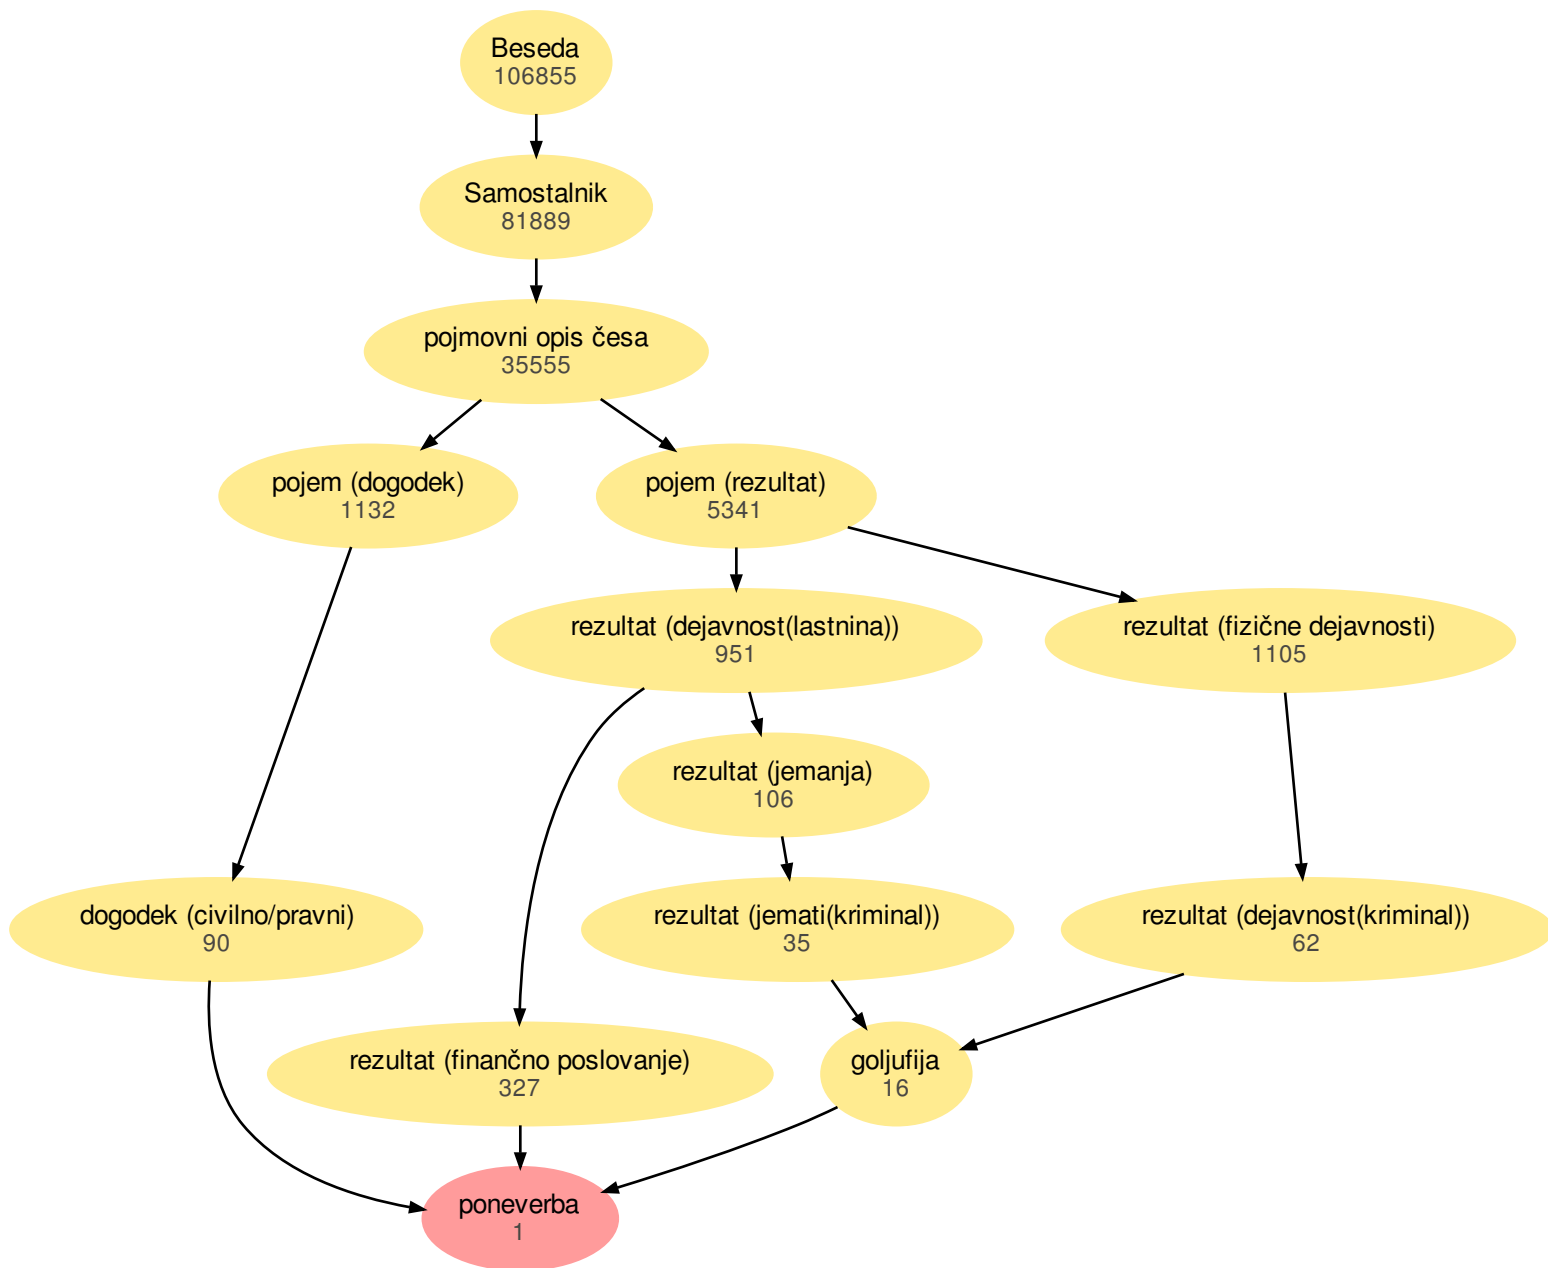 Beseda
106855
Samostalnik
81889
pojmovni opis česa
35555
pojem (dogodek)
1132
pojem (rezultat)
5341
rezultat (dejavnost(lastnina))
951
rezultat (fizične dejavnosti)
1105
rezultat (jemanja)
106
dogodek (civilno/pravni)
90
rezultat (jemati(kriminal))
35
rezultat (dejavnost(kriminal))
62
rezultat (finančno poslovanje)
327
goljufija
16
poneverba
1